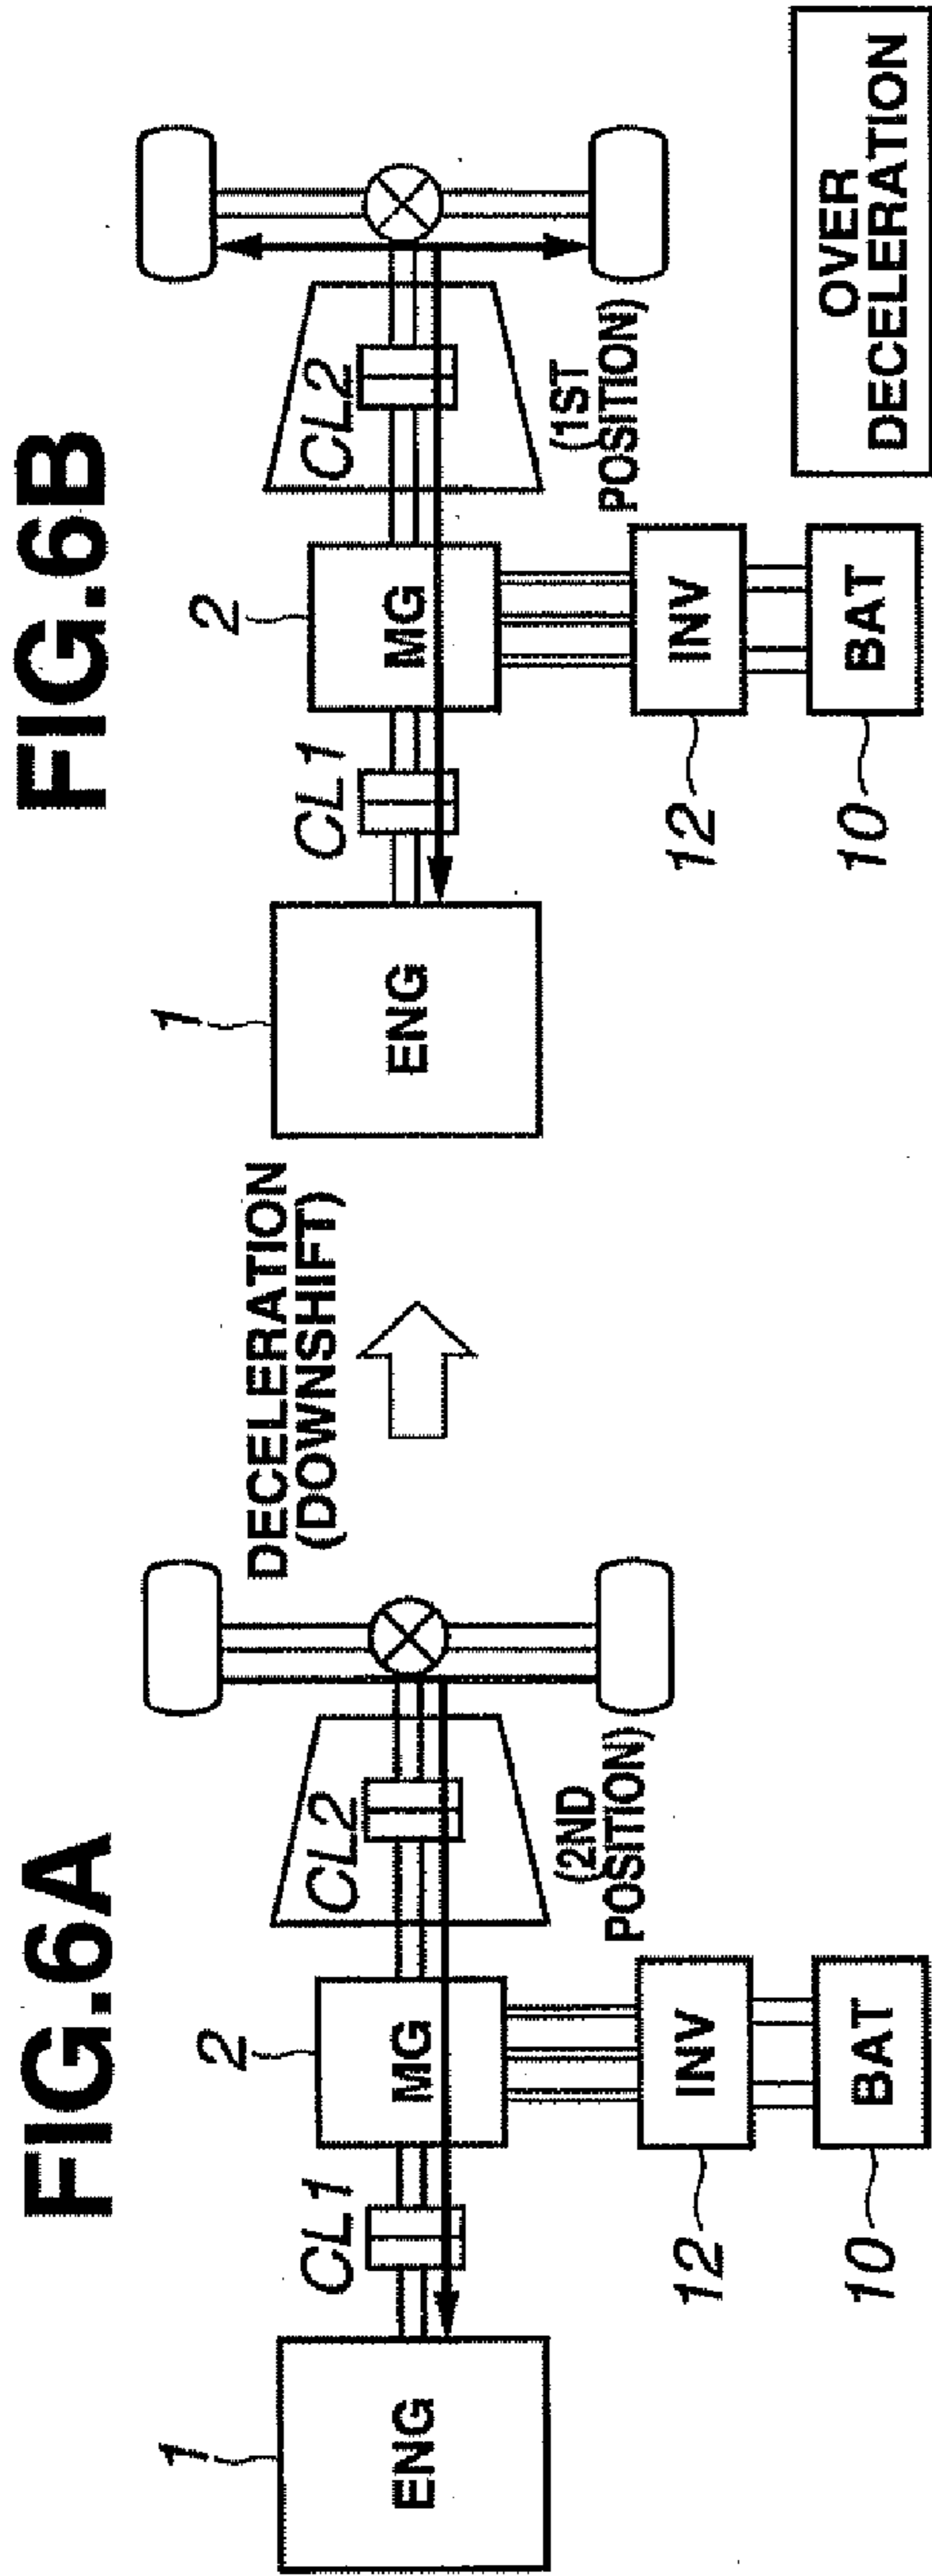 FIG.6A
1
ENG
CL1
2
MG
CL2
(2ND
POSITION)
12
INV
10
BAT
DECELERATION
(DOWNSHIFT)
FIG.6B
1
ENG
CL1
2
MG
CL2
(1ST
POSITION)
12
INV
10
BAT
OVER
DECELERATION